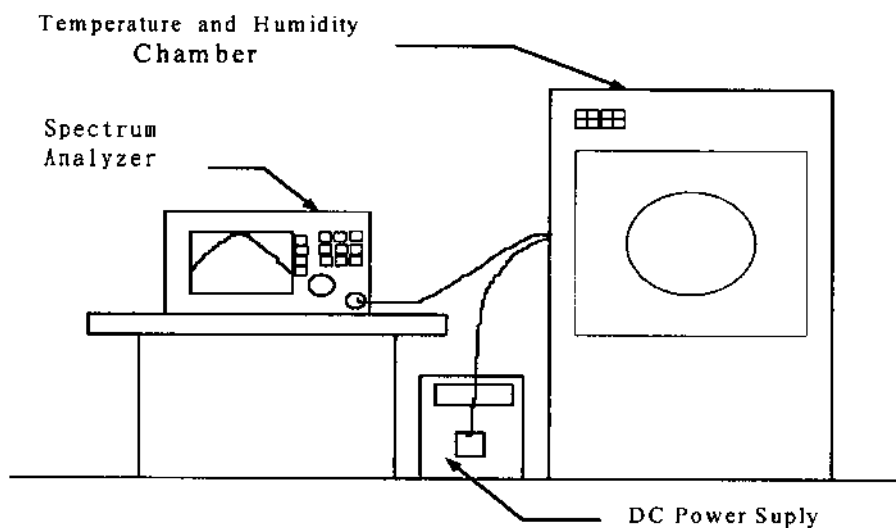 Temperature and Humidity
Chamber
Spectrum
Analyzer
DC Power Suply